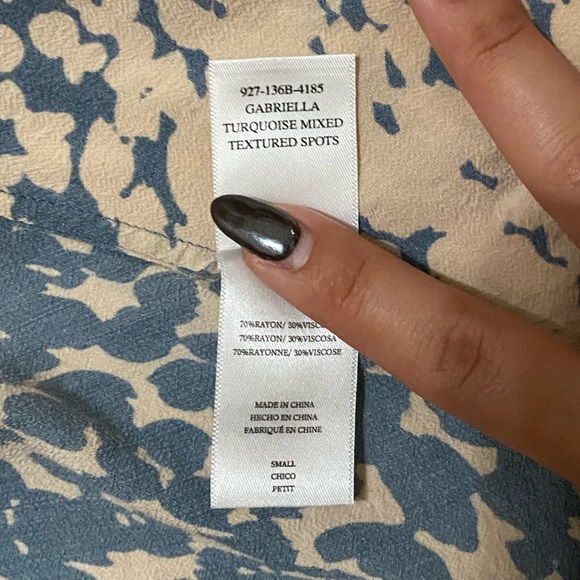 927-136B-4185
GABRIELLA
TURQUOISE MIXED
TEXTURED SPOTS
70%RAYON/ 30%
70%RAYON/ 30%VISCOSA
70%RAYONNE/ 30%VISCOSE
MADE IN CHINA
HECHO EN CHINA
FABRIQUÉ EN CHINE
SMALL
CHICO
PETIT